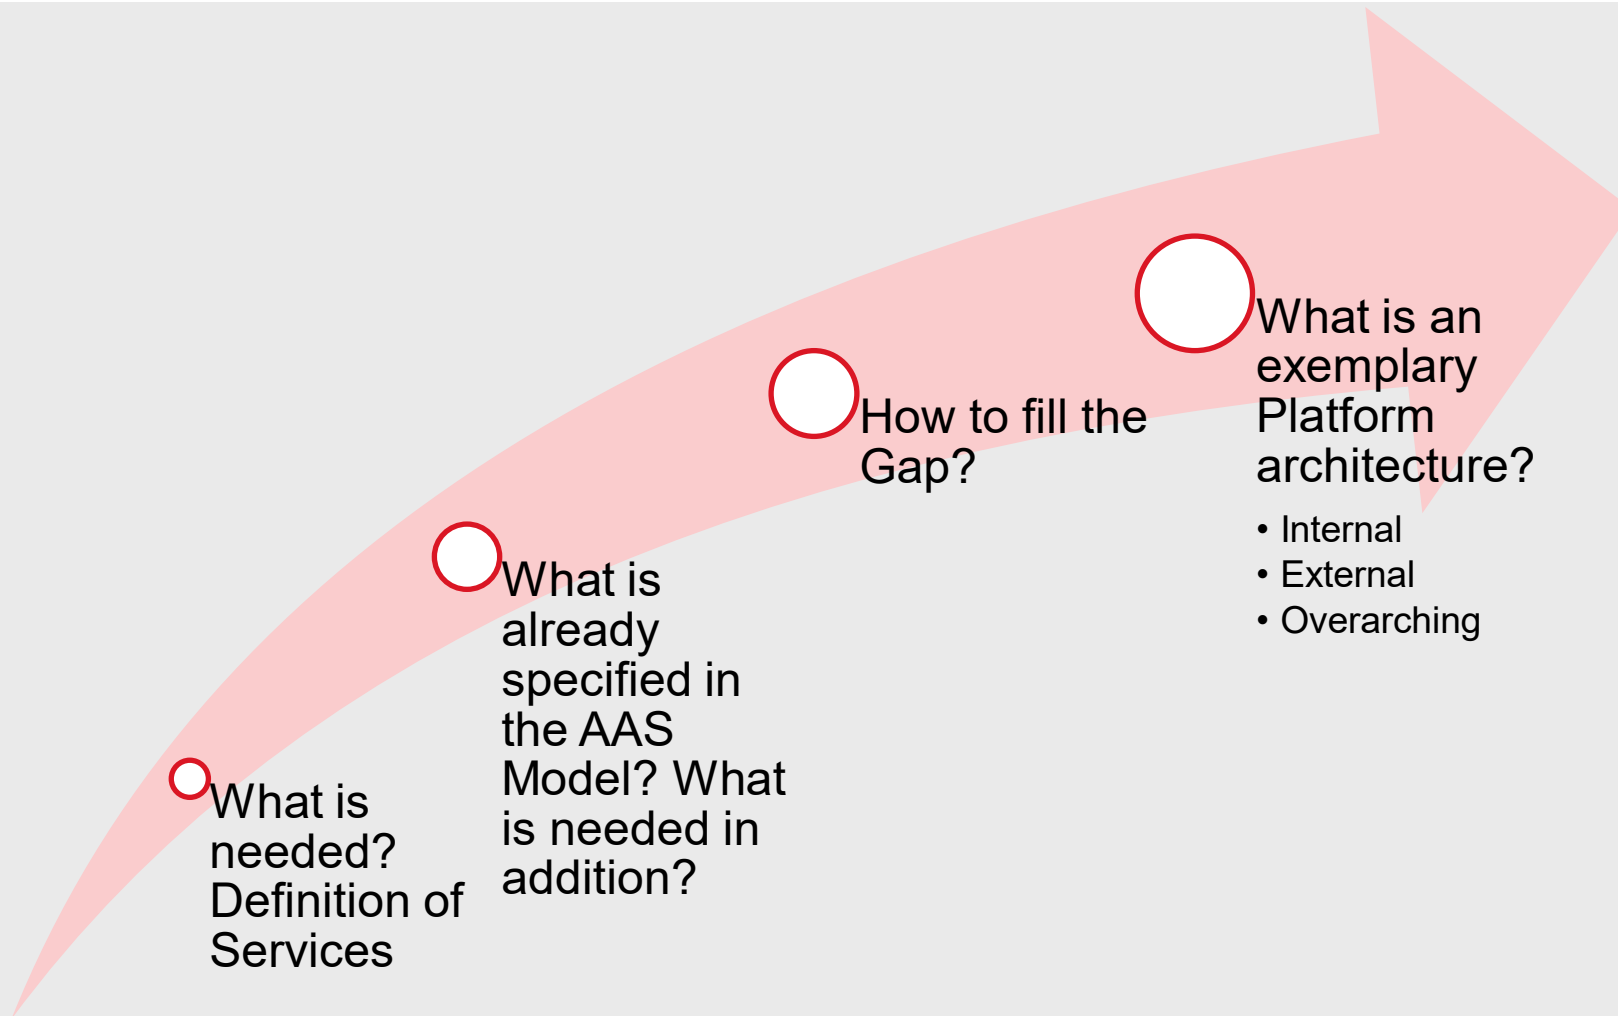 What is
needed?
Definition of
Services
What is
already
specified in
the AAS
Model? What
is needed in
addition?
How to fill the
Gap?
What is an
exemplary
Platform
architecture?
• Internal
• External
• Overarching